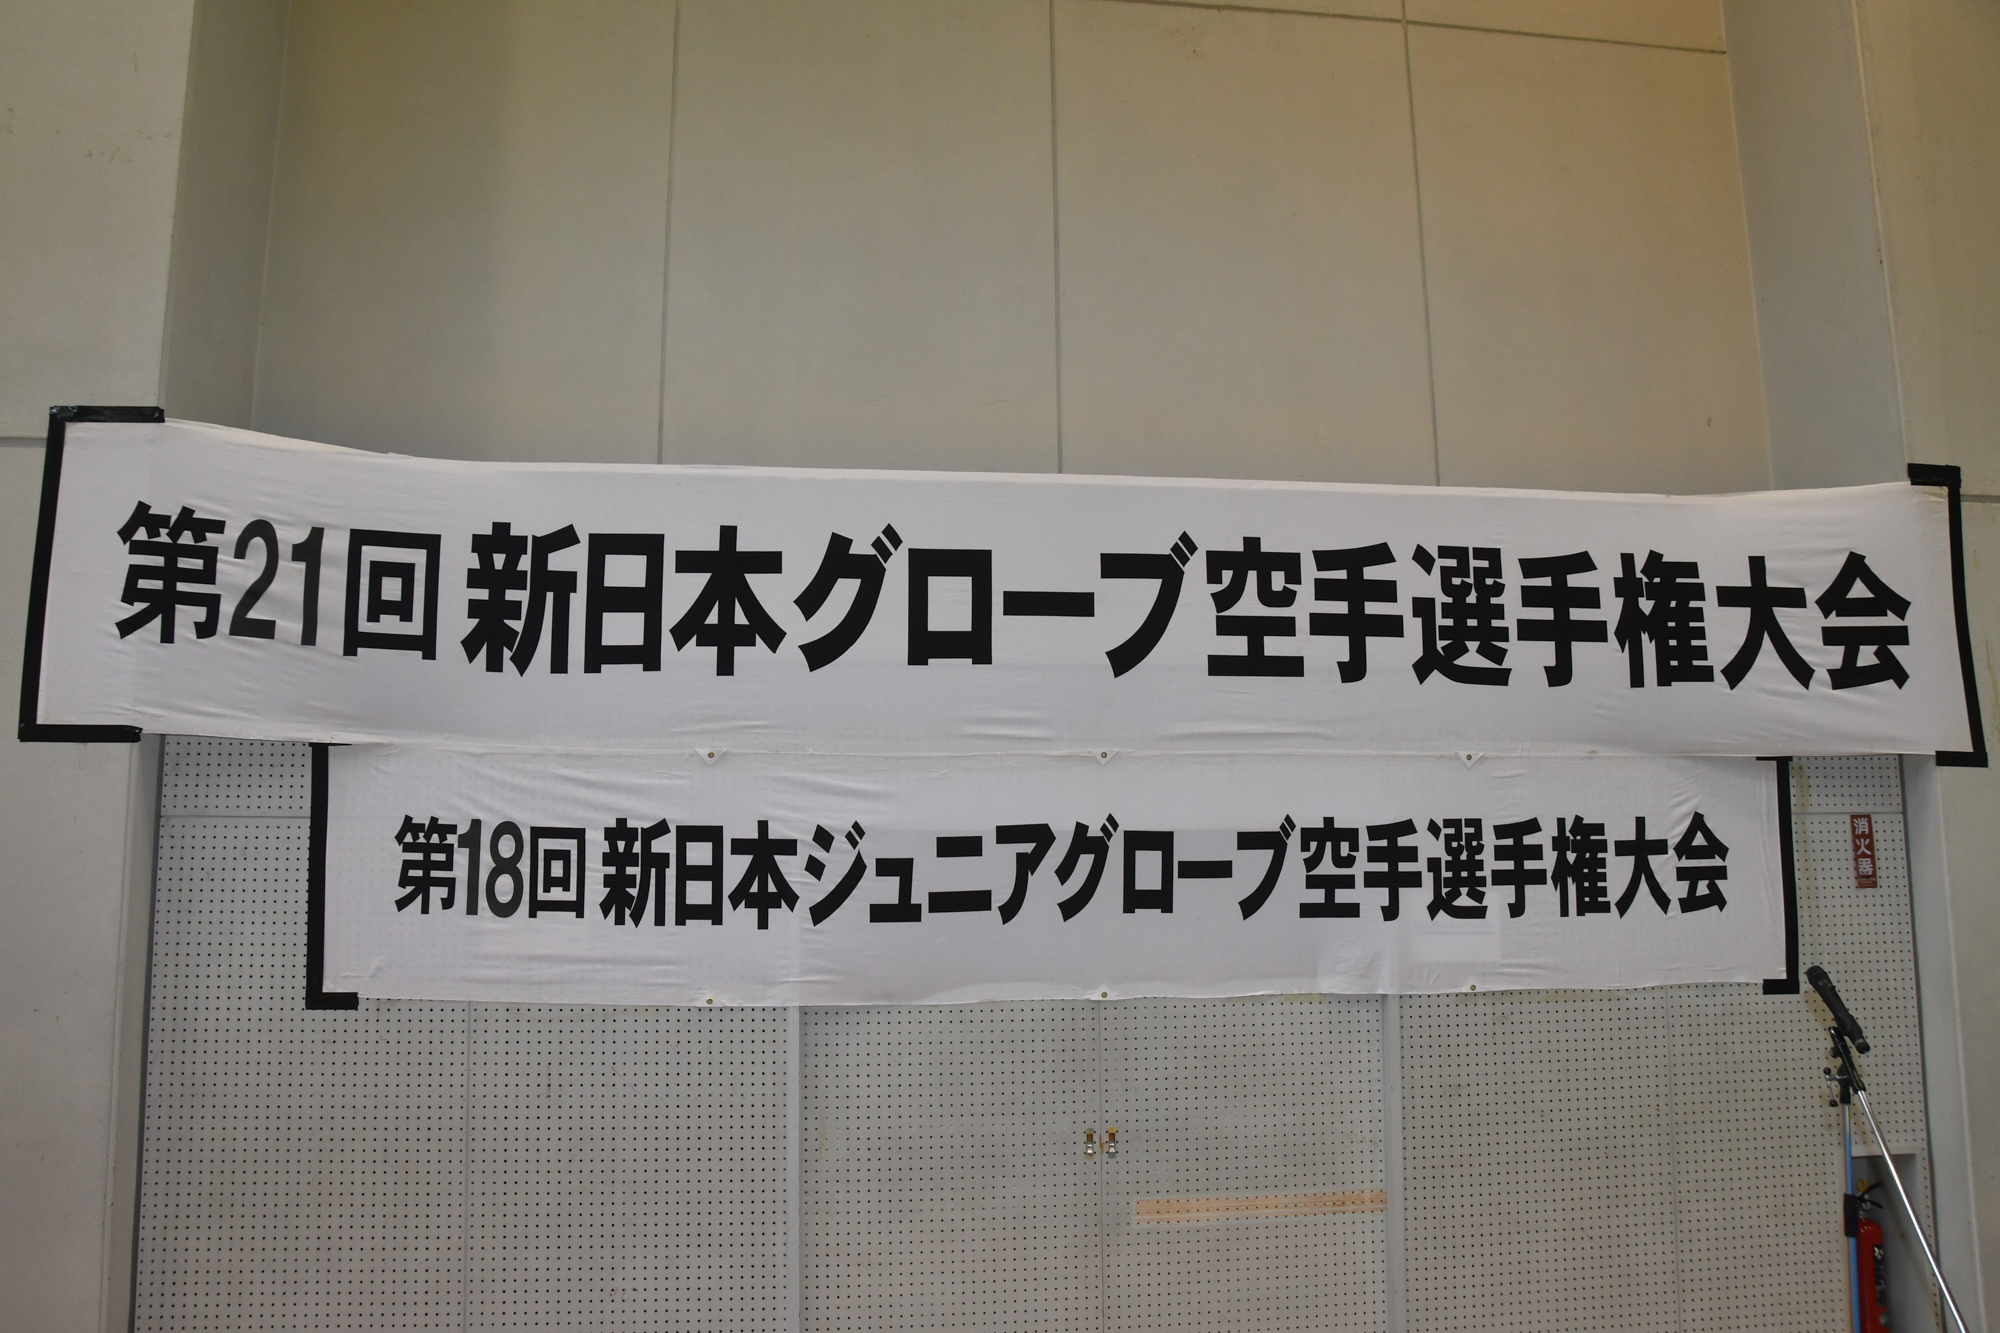 第21回 新日本グローブ空手選手権大会
第18回 新日本ジュニアグローブ空手選手権大会
消火器